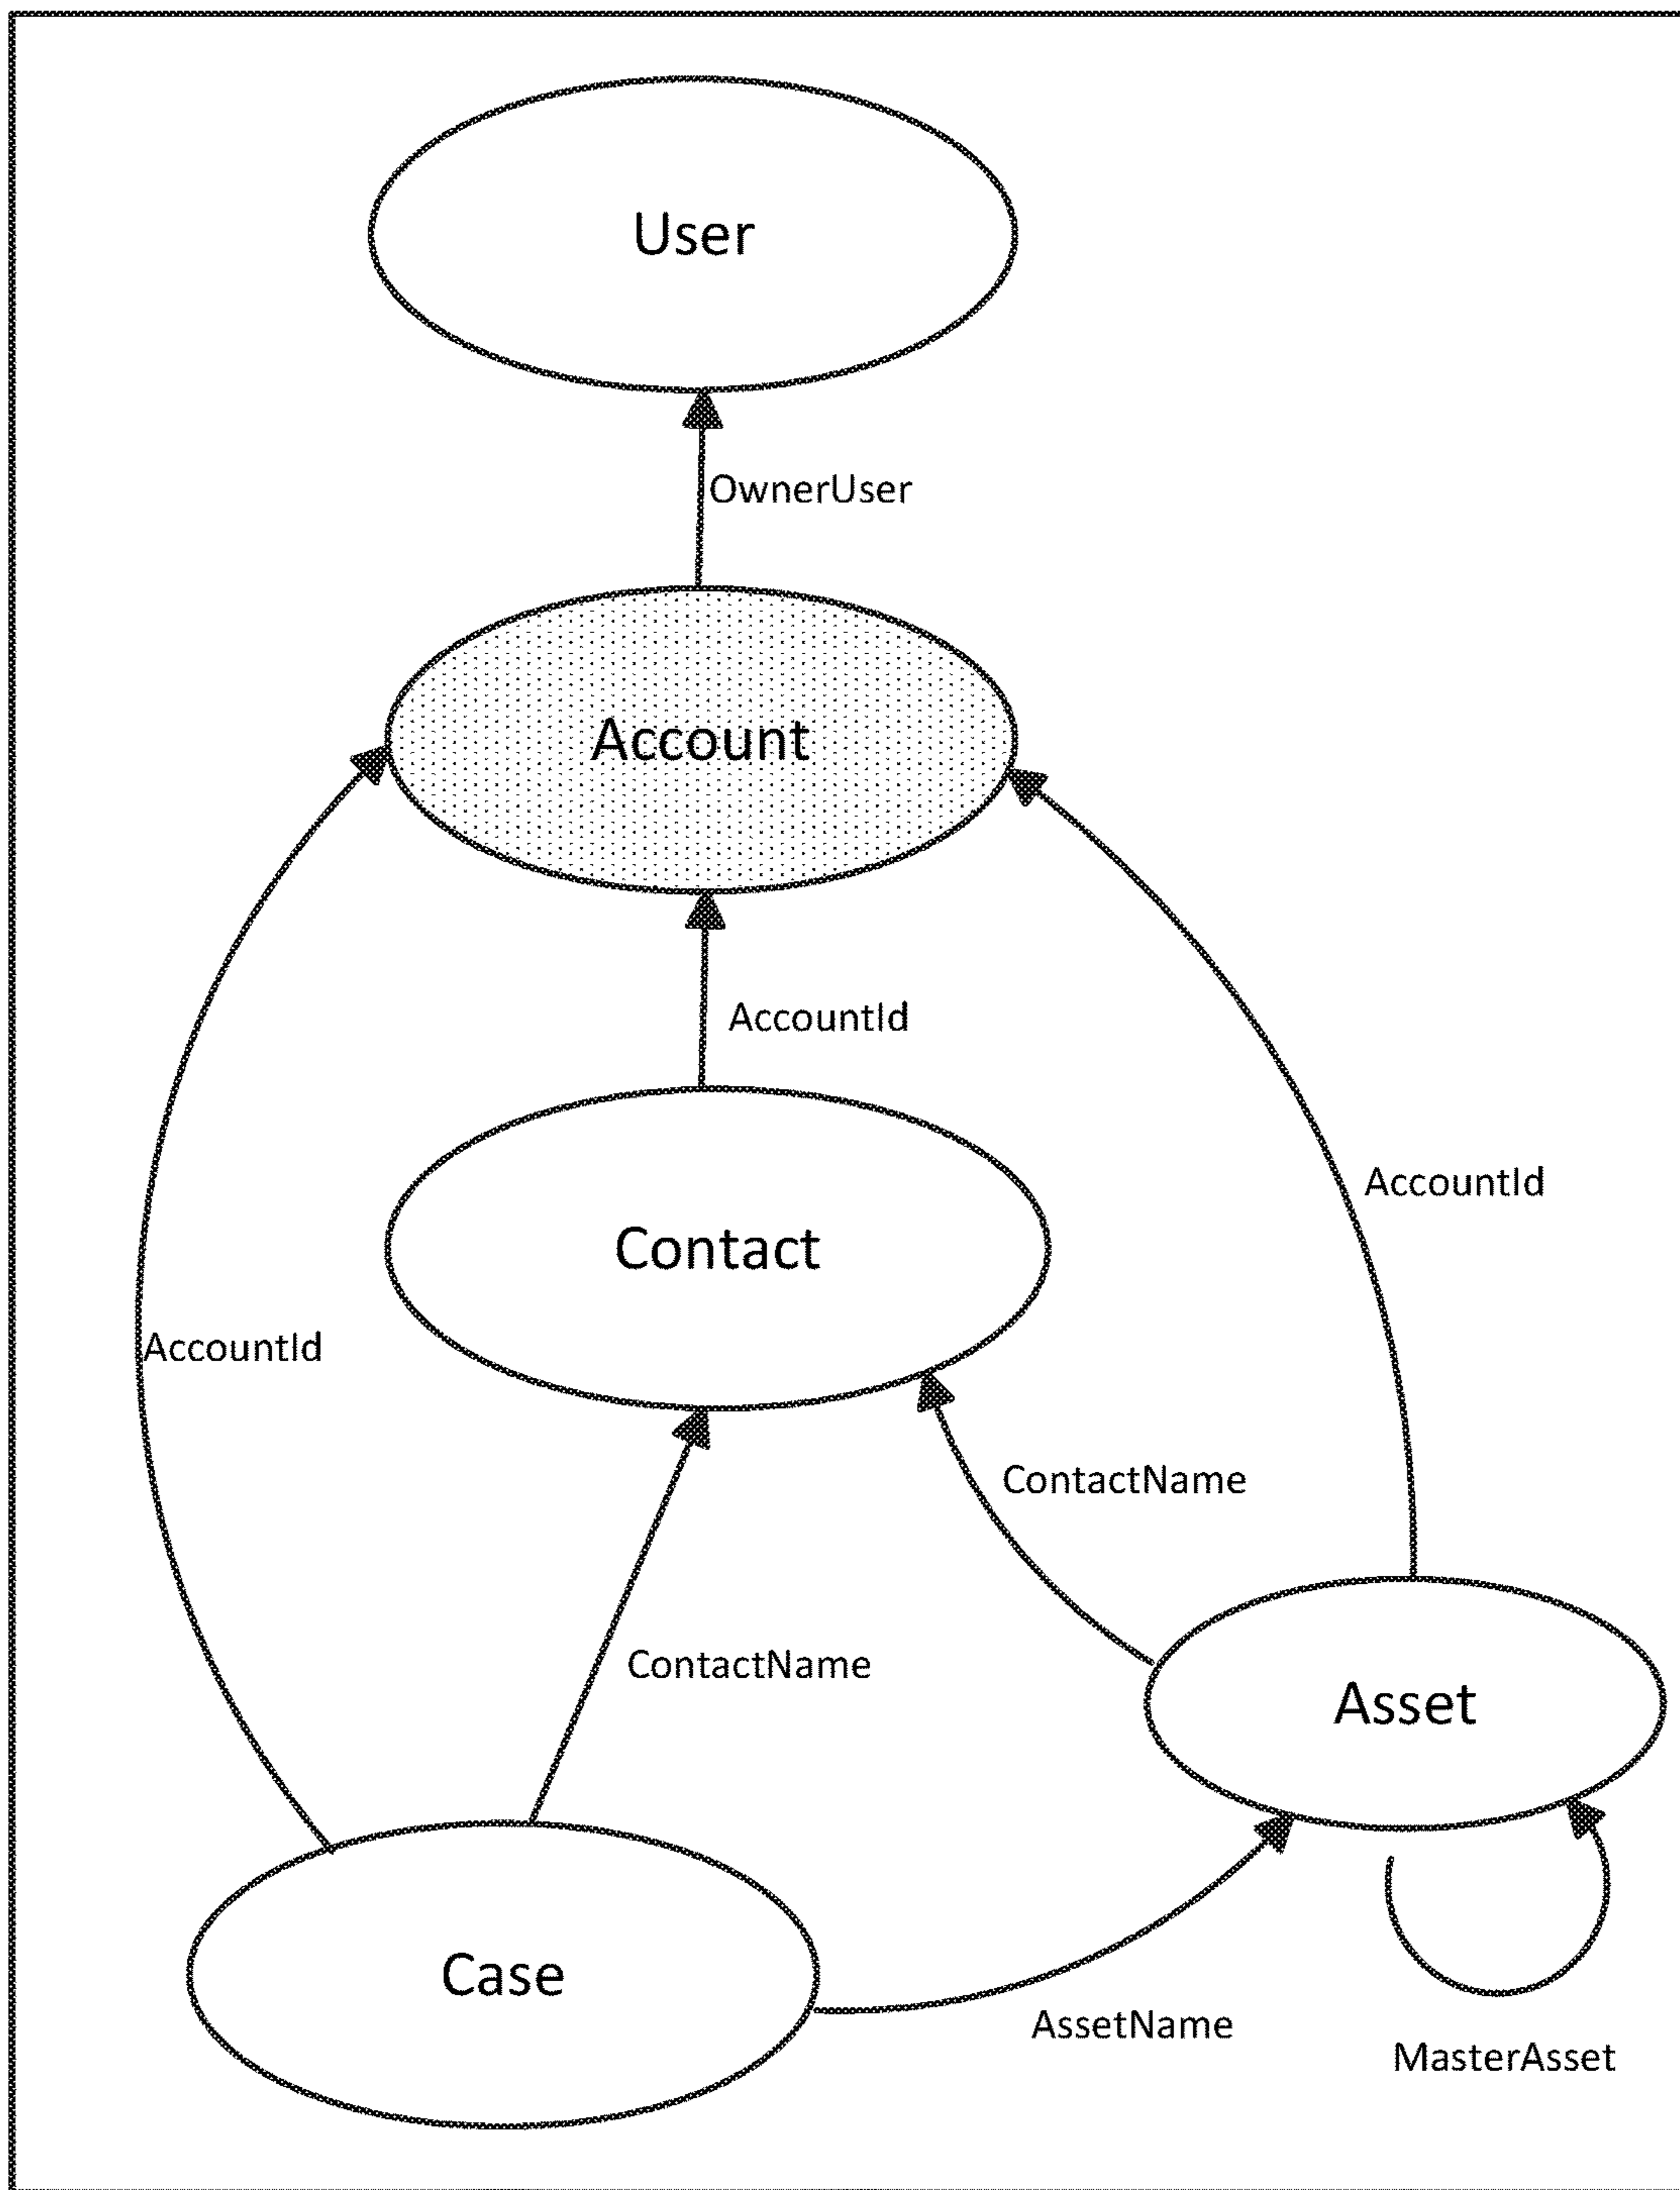 User
OwnerUser
Account
AccountId
AccountId
Contact
AccountId
ContactName
ContactName
Asset
Case
AssetName
MasterAsset